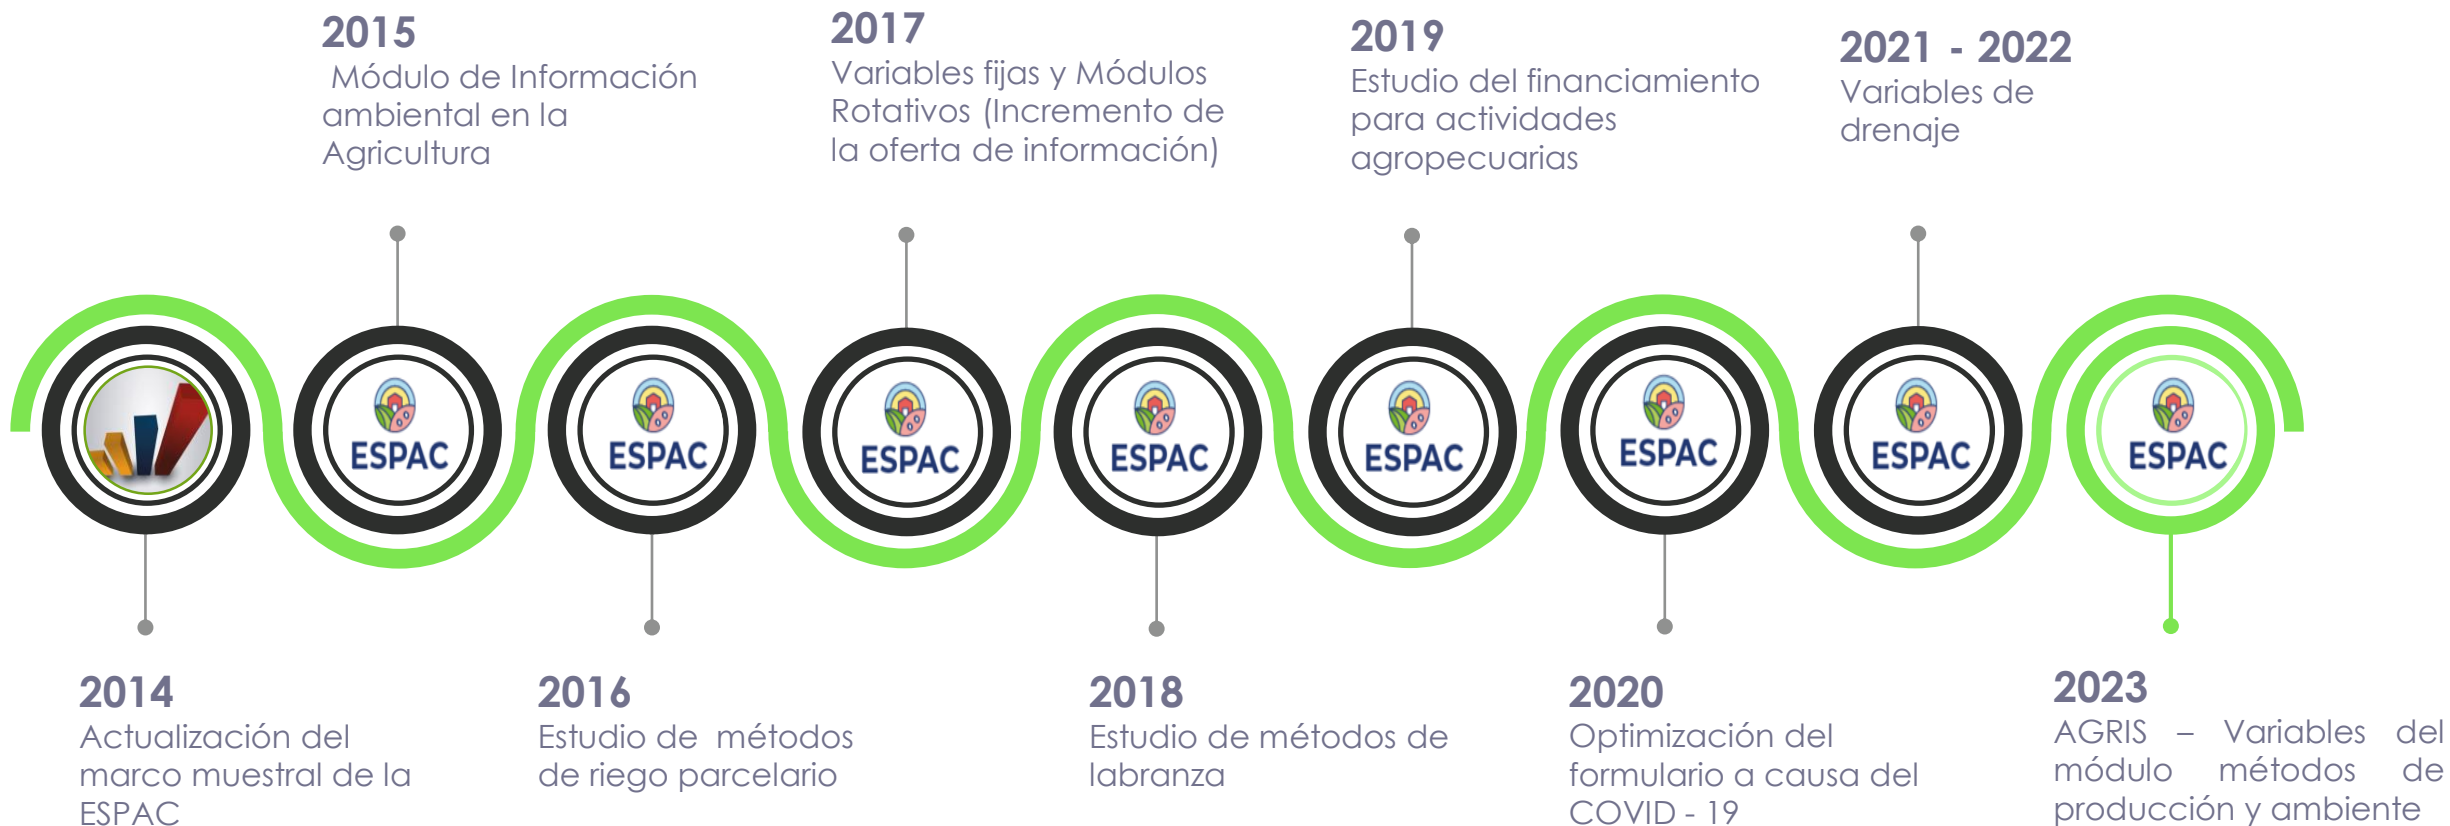 2015
Módulo de Información
ambiental en la
Agricultura
2017
Variables fijas y Módulos
Rotativos (Incremento de
la oferta de información)
2019
Estudio del financiamiento
para actividades
agropecuarias
2021 - 2022
Variables de
drenaje
ESPAC
ESPAC
ESPAC
ESPAC
ESPAC
ESPAC
ESPAC
ESPAC
2014
Actualización del
marco muestral de la
ESPAC
2016
Estudio de métodos
de riego parcelario
2018
Estudio de métodos de
labranza
2020
Optimización del
formulario a causa del
COVID - 19
2023
AGRIS – Variables del
módulo métodos de
producción y ambiente